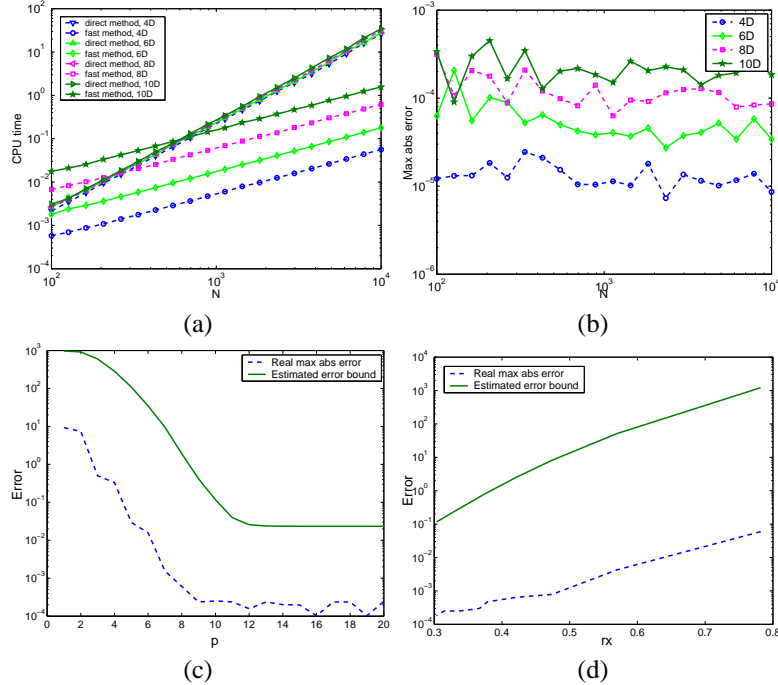 10^2
10^1
10^0
10^-1
10^-2
10^-3
10^-4
CPU time
direct method, 4D
fast method, 4D
direct method, 6D
fast method, 6D
direct method, 8D
fast method, 8D
direct method, 10D
fast method, 10D
10^2
10^3
10^4
N
(a)
10^-3
10^-4
10^-5
10^-6
Max abs error
4D
6D
8D
10D
10^2
10^3
10^4
N
(b)
10^3
10^2
10^1
10^0
10^-1
10^-2
10^-3
10^-4
Error
Real max abs error
Estimated error bound
0 2 4 6 8 10 12 14 16 18 20
p
(c)
10^4
10^3
10^2
10^1
10^0
10^-1
10^-2
10^-3
10^-4
Error
Real max abs error
Estimated error bound
0.3 0.4 0.5 0.6 0.7 0.8
rx
(d)